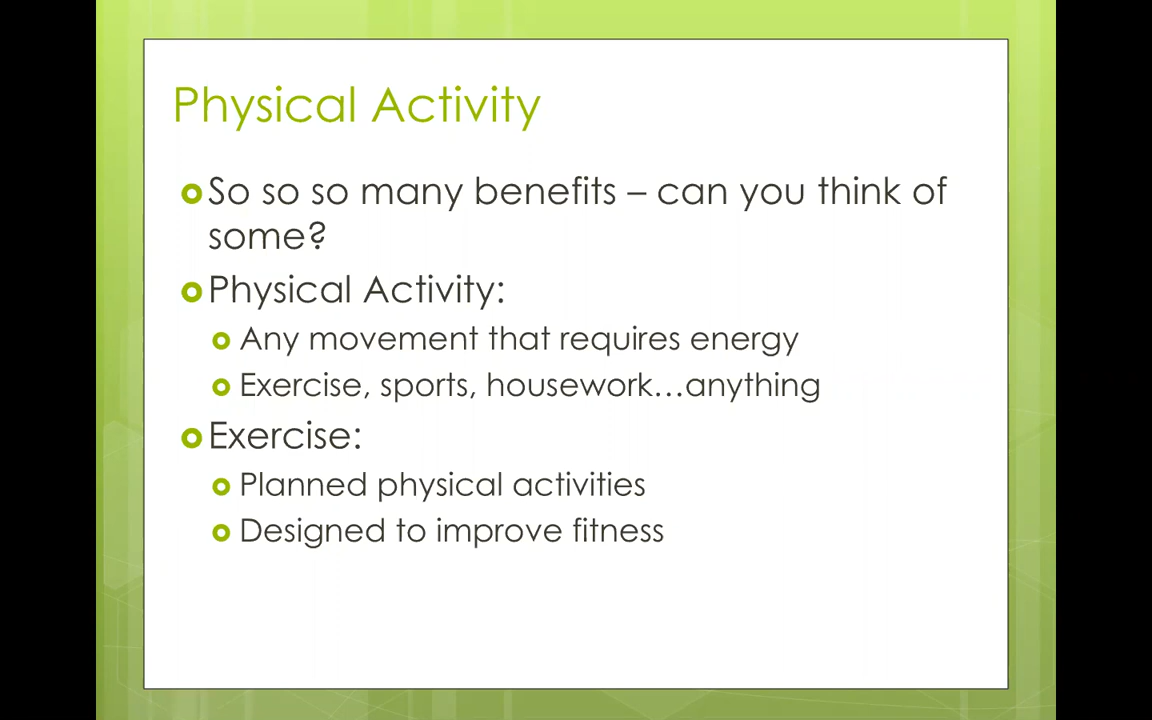 Physical Activity
So so so many benefits – can you think of
some?
Physical Activity:
Any movement that requires energy
Exercise, sports, housework…anything
Exercise:
Planned physical activities
Designed to improve fitness